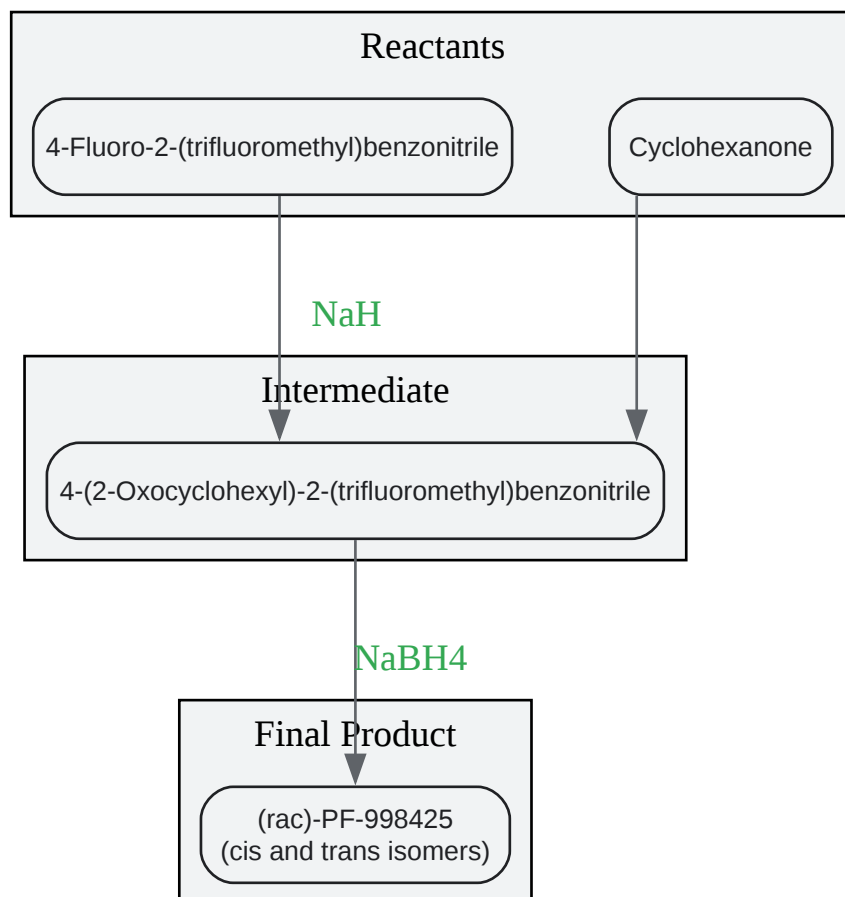 Reactants
4-Fluoro-2-(trifluoromethyl)benzonitrile
Cyclohexanone
NaH
Intermediate
4-(2-Oxocyclohexyl)-2-(trifluoromethyl)benzonitrile
NaBH4
Final Product
(rac)-PF-998425
(cis and trans isomers)